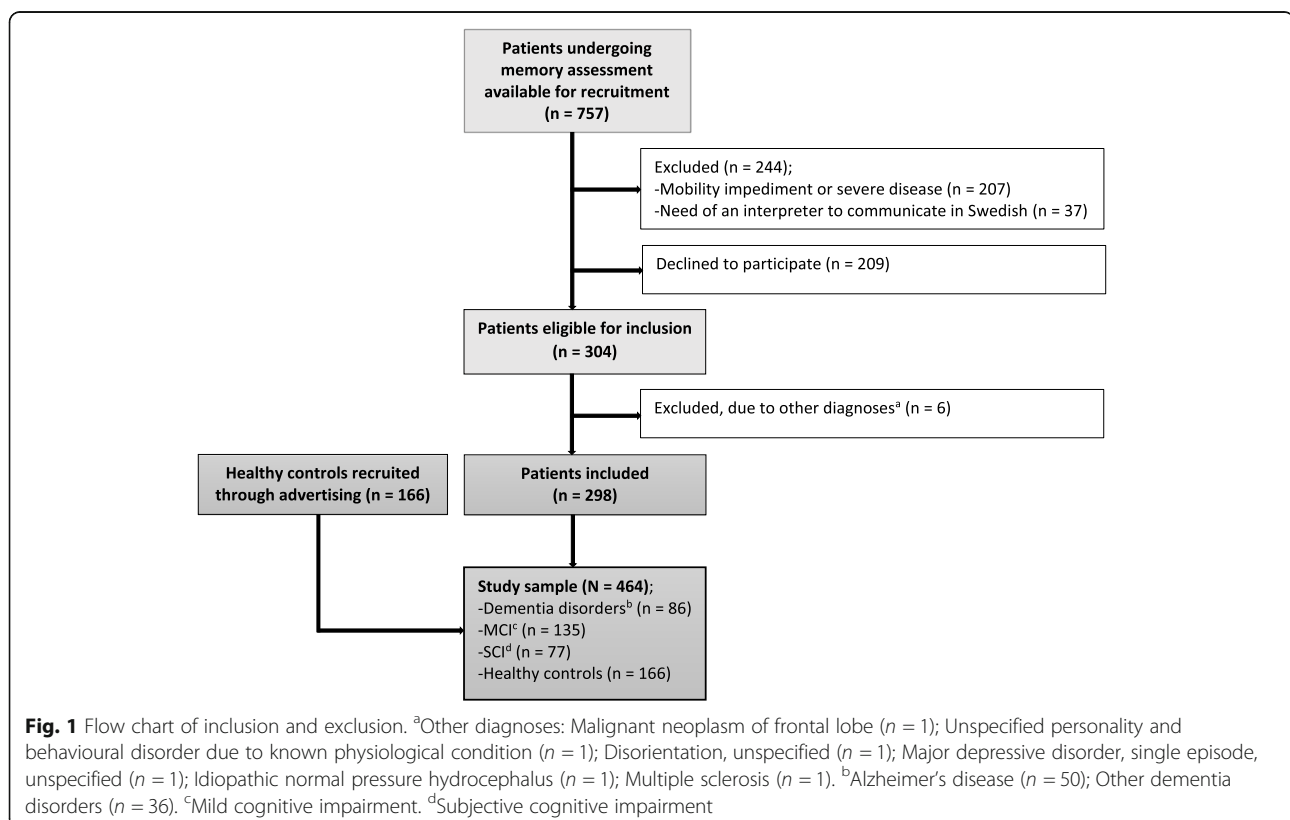 Patients undergoing
memory assessment
available for recruitment
(n = 757)
Excluded (n = 244);
-Mobility impediment or severe disease (n = 207)
-Need of an interpreter to communicate in Swedish (n = 37)
Declined to participate (n = 209)
Patients eligible for inclusion
(n = 304)
Excluded, due to other diagnosesᵃ (n = 6)
Healthy controls recruited
through advertising (n = 166)
Patients included
(n = 298)
Study sample (N = 464);
-Dementia disordersᵇ (n = 86)
-MCIᶜ (n = 135)
-SCIᵈ (n = 77)
-Healthy controls (n = 166)
Fig. 1 Flow chart of inclusion and exclusion. ᵃOther diagnoses: Malignant neoplasm of frontal lobe (n = 1); Unspecified personality and
behavioural disorder due to known physiological condition (n = 1); Disorientation, unspecified (n = 1); Major depressive disorder, single episode,
unspecified (n = 1); Idiopathic normal pressure hydrocephalus (n = 1); Multiple sclerosis (n = 1). ᵇAlzheimer's disease (n = 50); Other dementia
disorders (n = 36). ᶜMild cognitive impairment. ᵈSubjective cognitive impairment